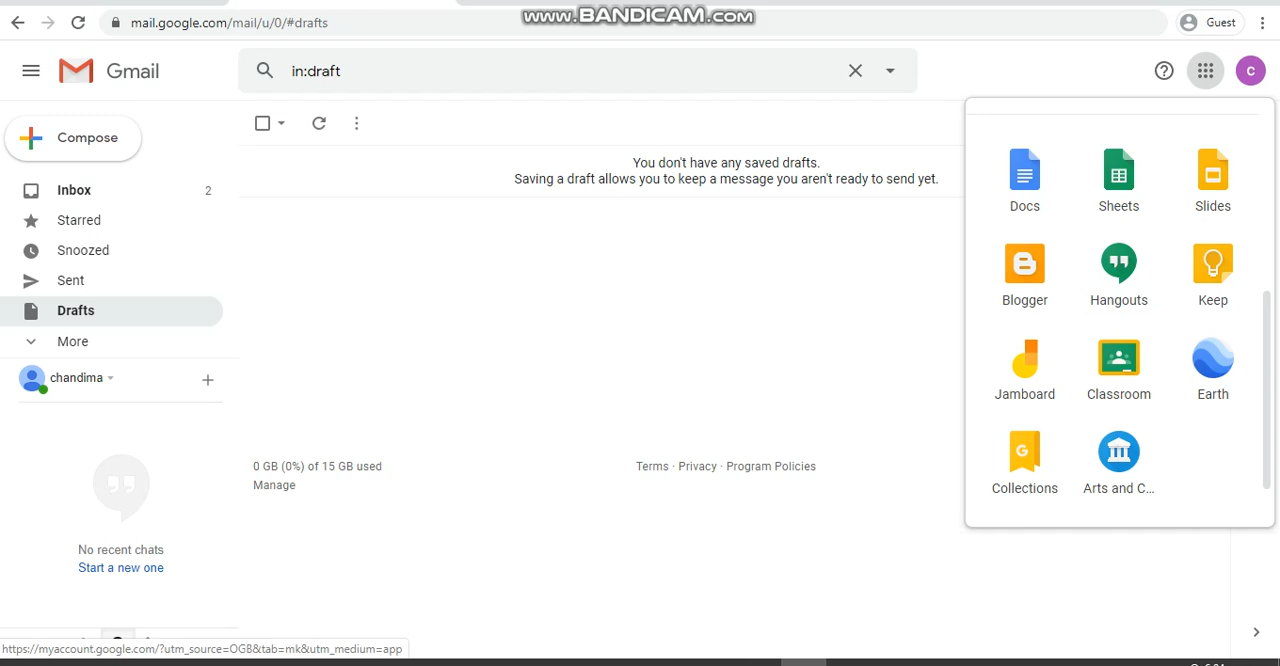 www.BANDICAM.com
mail.google.com/mail/u/0/#drafts
Guest
Gmail
in:draft
C
Compose
You don't have any saved drafts.
Saving a draft allows you to keep a message you aren't ready to send yet.
Inbox 2
Starred
Snoozed
Sent
Drafts
More
chandima
Docs Sheets Slides
Blogger Hangouts Keep
Jamboard Classroom Earth
G
Collections Arts and C...
0 GB (0%) of 15 GB used
Manage
Terms · Privacy · Program Policies
No recent chats
Start a new one
https://myaccount.google.com/?utm_source=OGB&tab=mk&utm_medium=app